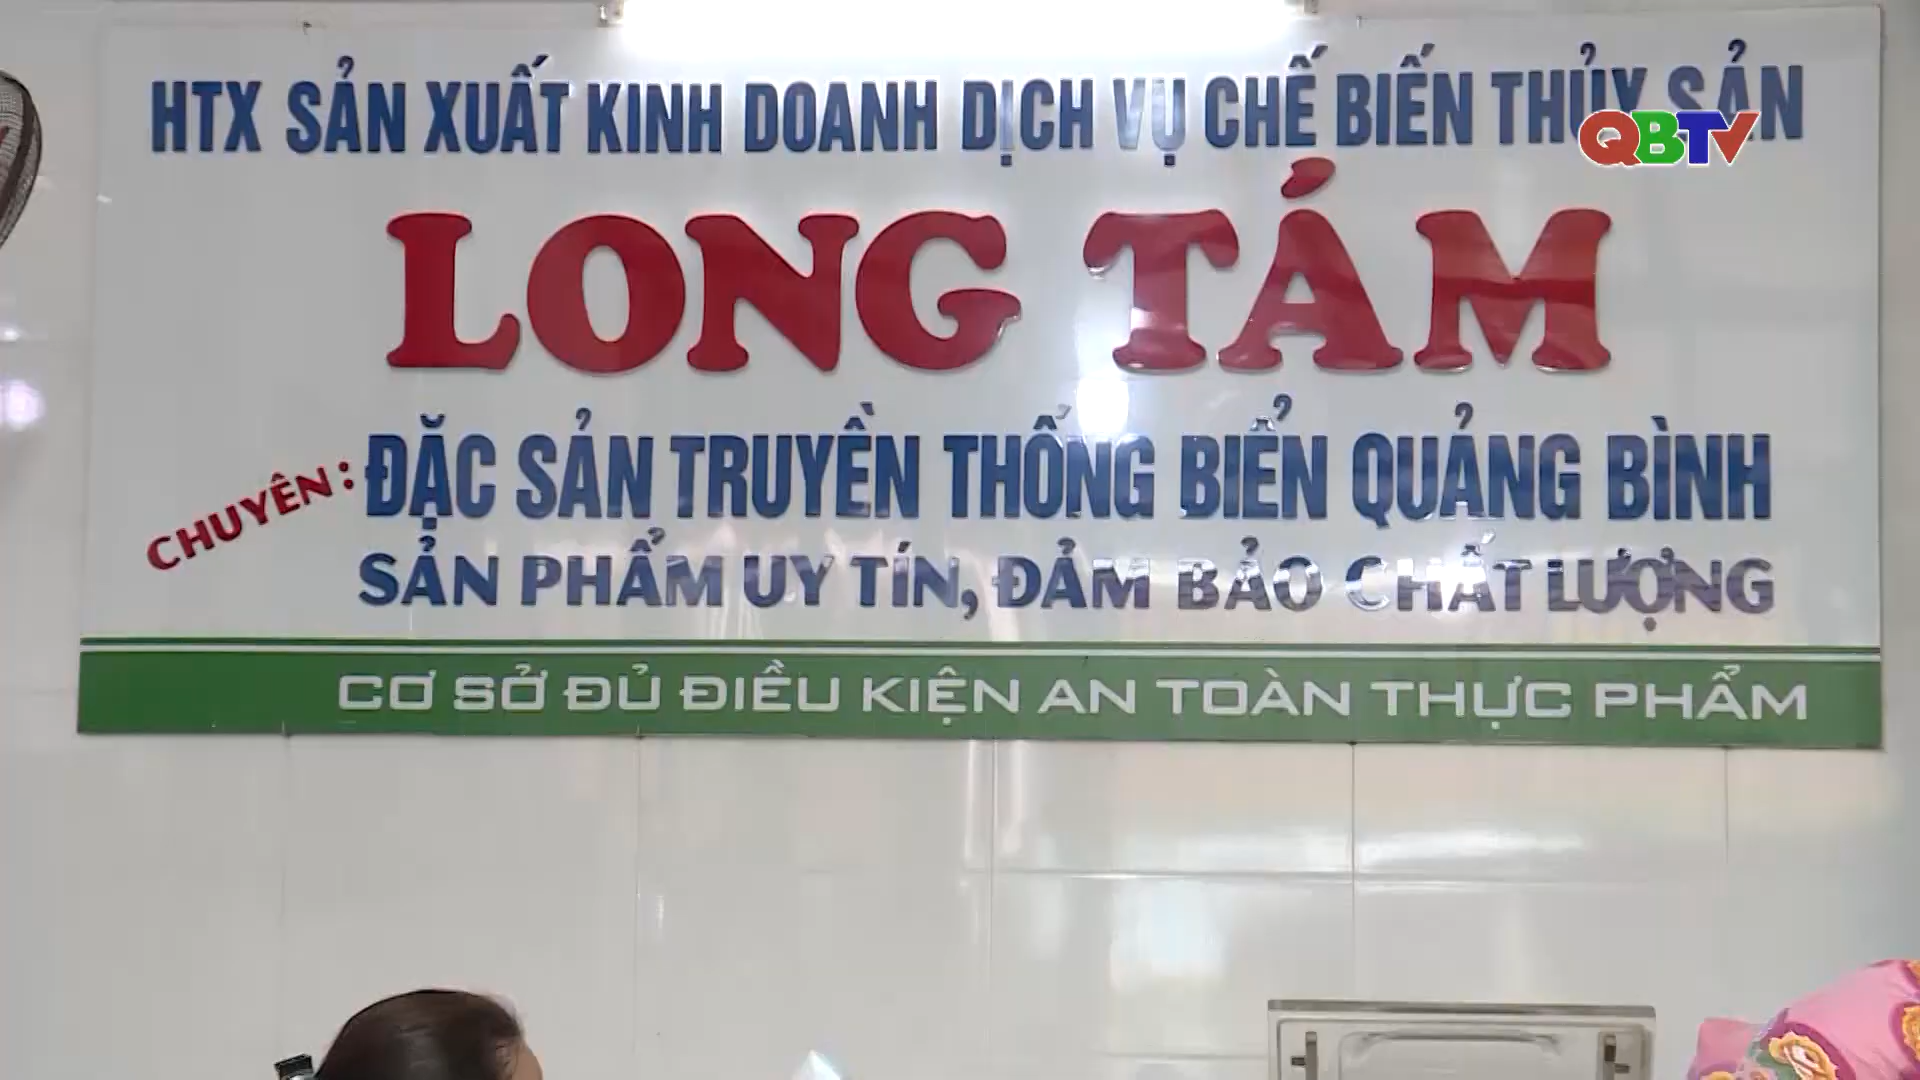 HTX SẢN XUẤT KINH DOANH DỊCH VỤ CHẾ BIẾN THỦY SẢN
QBTV
LONG TÁM
CHUYÊN: ĐẶC SẢN TRUYỀN THỐNG BIỂN QUẢNG BÌNH
SẢN PHẨM UY TÍN, ĐẢM BẢO CHẤT LƯỢNG
CƠ SỞ ĐỦ ĐIỀU KIỆN AN TOÀN THỰC PHẨM